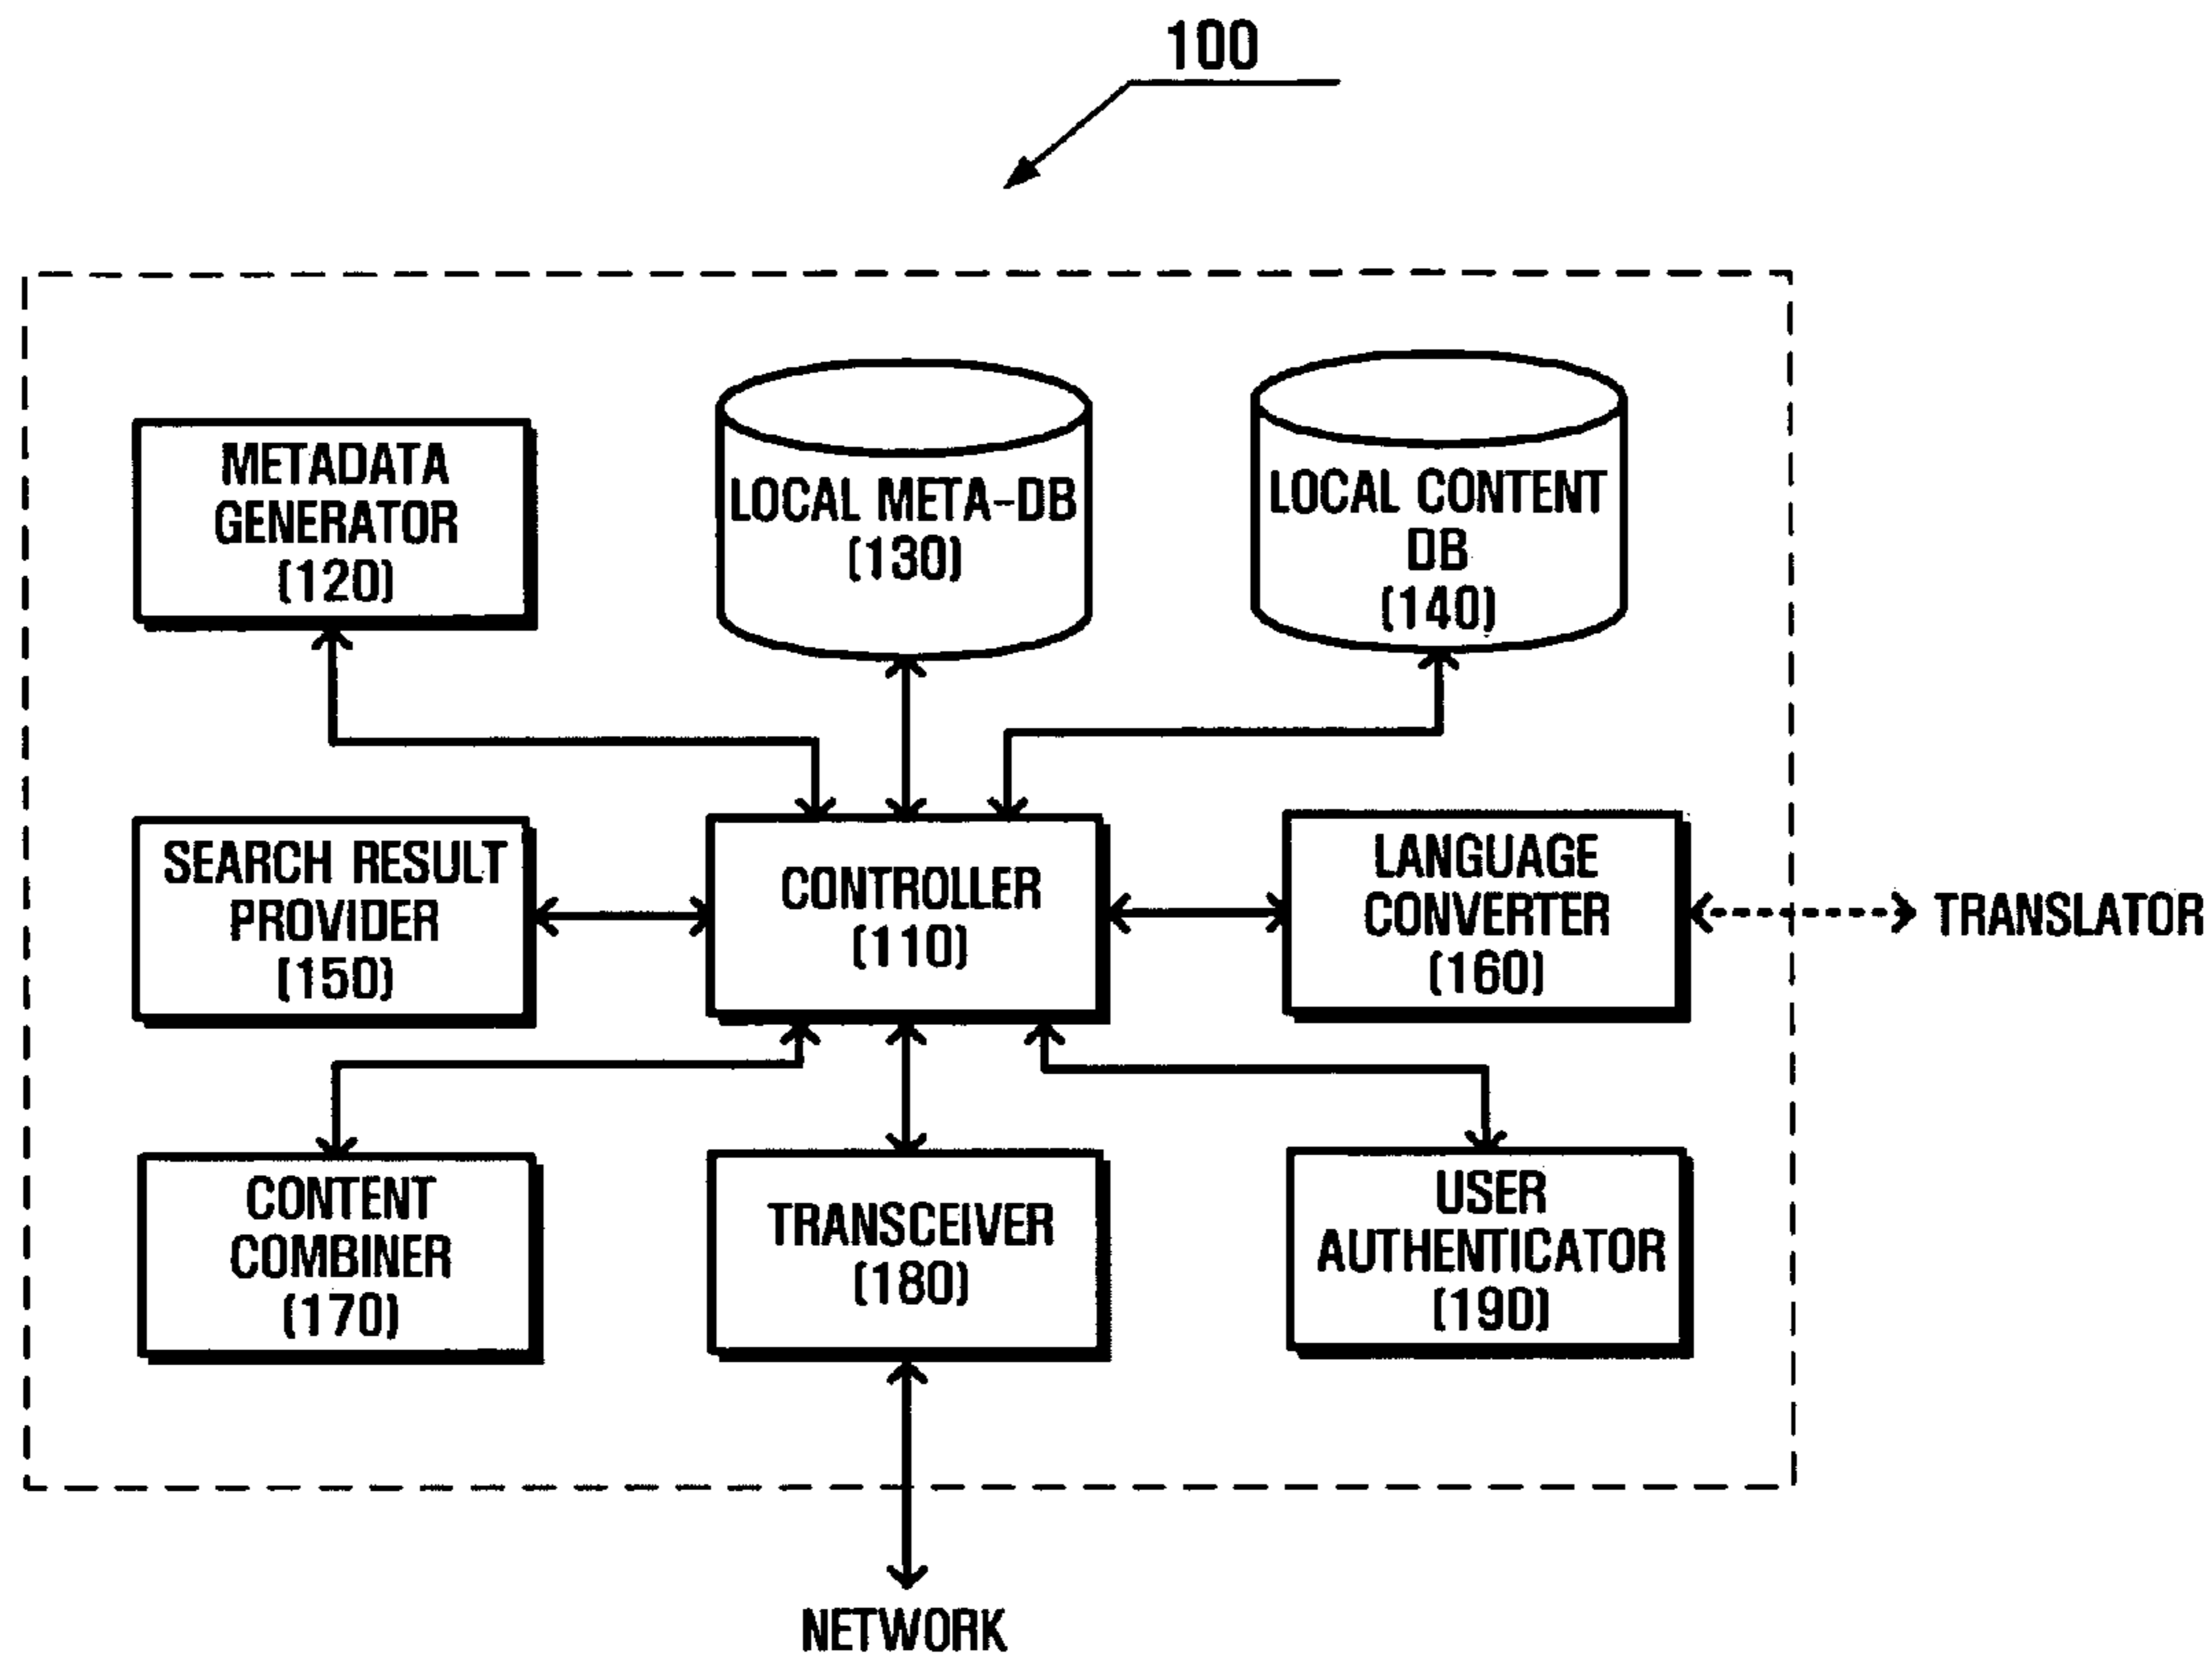 100
METADATA
GENERATOR
(120)
LOCAL META-DB
(130)
LOCAL CONTENT
DB
(140)
SEARCH RESULT
PROVIDER
(150)
CONTROLLER
(110)
LANGUAGE
CONVERTER
(160)
TRANSLATOR
CONTENT
COMBINER
(170)
TRANSCEIVER
(180)
USER
AUTHENTICATOR
(190)
NETWORK